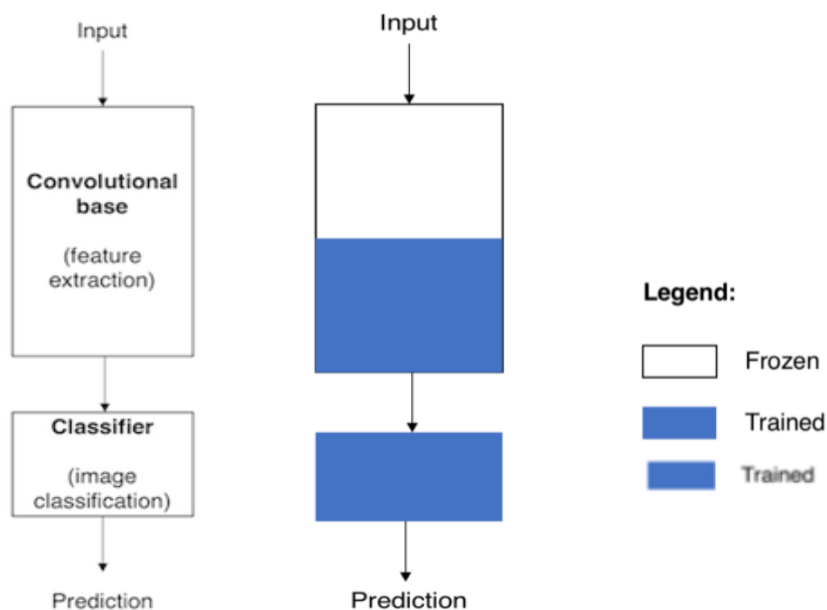 Input
Convolutional
base
(feature
extraction)
Classifier
(image
classification)
Prediction
Input
Prediction
Legend:
Frozen
Trained
Trained